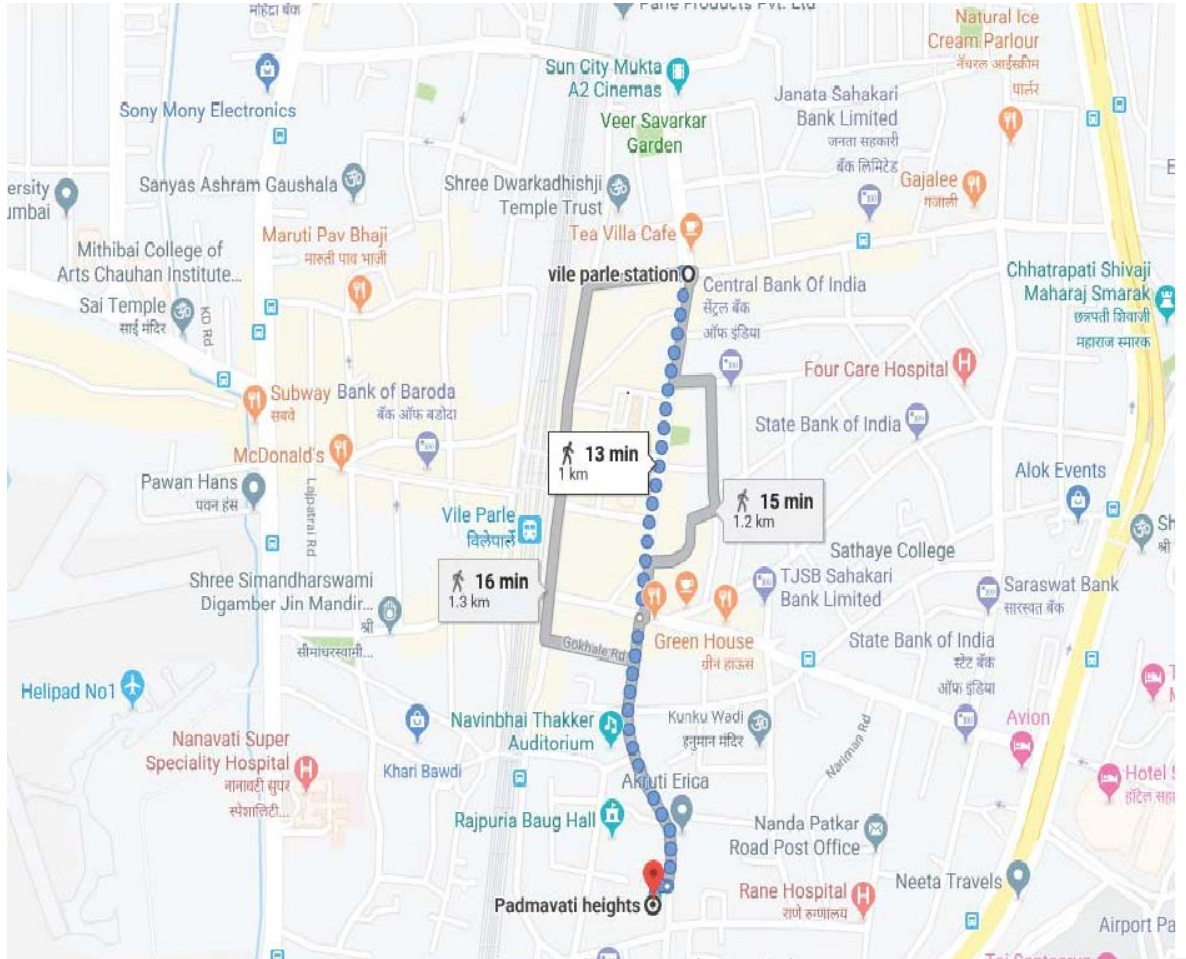 महिंद्रा बँक
Pane Products Pvt. Ltd
Natural Ice
Cream Parlour
नॅचरल आईस्क्रीम
पार्लर
Sun City Mukta
A2 Cinemas
Sony Mony Electronics
Janata Sahakari
Bank Limited
जनता सहकारी
बँक लिमिटेड
Veer Savarkar
Garden
Sanyas Ashram Gaushala
Shree Dwarkadhishji
Temple Trust
Gajalee
गजाली
ersity
umbai
Maruti Pav Bhaji
मारुती पाव भाजी
Tea Villa Cafe
Mithibai College of
Arts Chauhan Institute...
vile parle station
Central Bank Of India
सेंट्रल बँक
ऑफ इंडिया
Chhatrapati Shivaji
Maharaj Smarak
छत्रपती शिवाजी
महाराज स्मारक
Sai Temple
साई मंदिर
KD Rd
Four Care Hospital
Subway
सबवे
Bank of Baroda
बँक ऑफ बडोदा
State Bank of India
McDonald's
13 min
1 km
Alok Events
Pawan Hans
पवन हंस
Lajpatrai Rd
15 min
1.2 km
Vile Parle
विलेपार्ले
Sh
श्री
Sathaye College
16 min
1.3 km
Shree Simandharswami
Digamber Jin Mandir...
श्री
सीमाधरस्वामी...
TJSB Sahakari
Bank Limited
Saraswat Bank
सारस्वत बँक
Gokhale Rd
Green House
ग्रीन हाऊस
State Bank of India
स्टेट बँक
ऑफ इंडिया
Helipad No1
Navinbhai Thakker
Auditorium
Kunku Wadi
हनुमान मंदिर
Nariman Rd
Avion
Nanavati Super
Speciality Hospital
नानावटी सुपर
स्पेशालिटी...
Khari Bawdi
Akruti Erica
Hotel S
हॉटेल सहा
Rajpuria Baug Hall
Nanda Patkar
Road Post Office
Padmavati heights
Rane Hospital
राणे रुग्णालय
Neeta Travels
Airport Pa